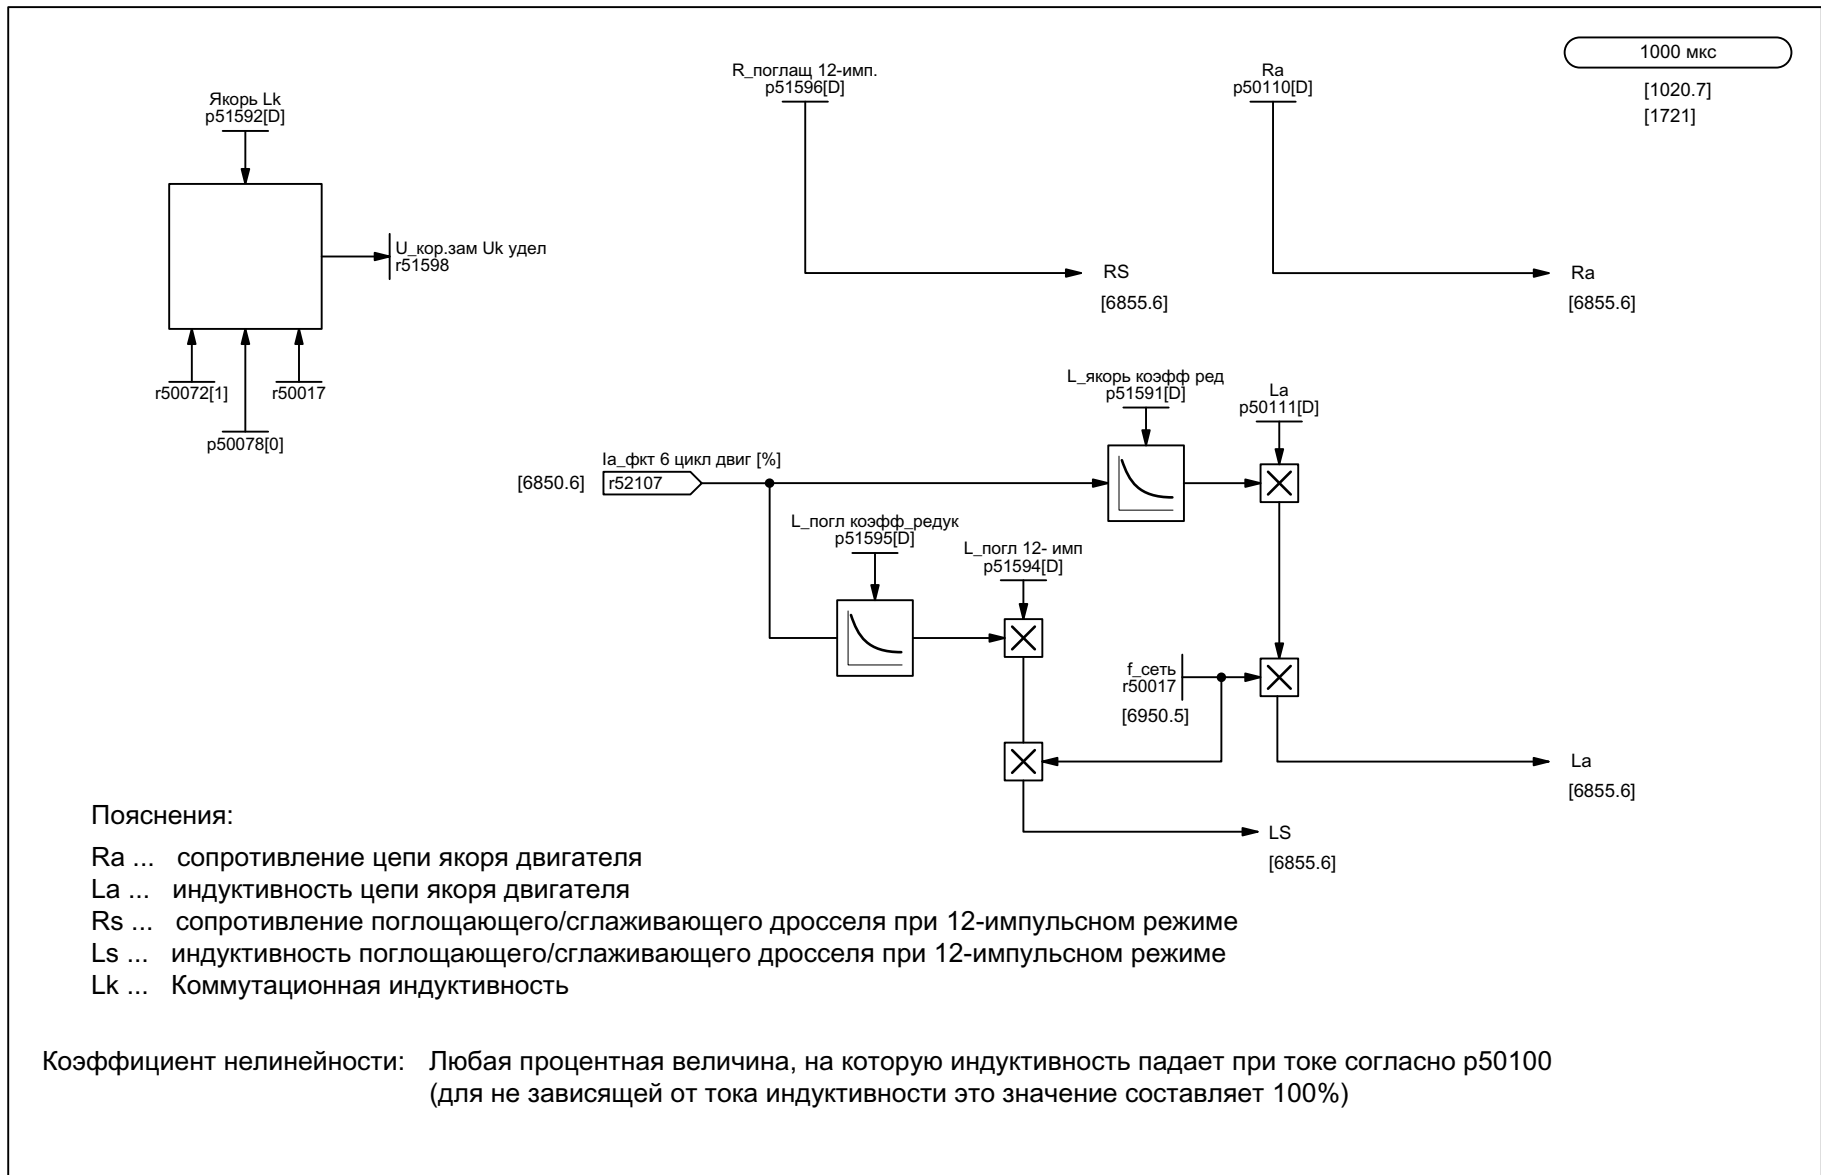 1000 мкс
[1020.7]
[1721]
Якорь Lk
p51592[D]
U_кор.зам Uk удел
r51598
r50072[1]
r50017
p50078[0]
R_поглащ 12-имп.
p51596[D]
RS
[6855.6]
Ra
p50110[D]
Ra
[6855.6]
L_якорь коэфф ред
p51591[D]
La
p50111[D]
Ia_фкт 6 цикл двиг [%]
[6850.6]
r52107
L_погл коэфф_редук
p51595[D]
L_погл 12- имп
p51594[D]
f_сеть
r50017
[6950.5]
La
[6855.6]
LS
[6855.6]
Пояснения:
Ra ... сопротивление цепи якоря двигателя
La ... индуктивность цепи якоря двигателя
Rs ... сопротивление поглощающего/сглаживающего дросселя при 12-импульсном режиме
Ls ... индуктивность поглощающего/сглаживающего дросселя при 12-импульсном режиме
Lk ... Коммутационная индуктивность
Коэффициент нелинейности: Любая процентная величина, на которую индуктивность падает при токе согласно p50100
(для не зависящей от тока индуктивности это значение составляет 100%)